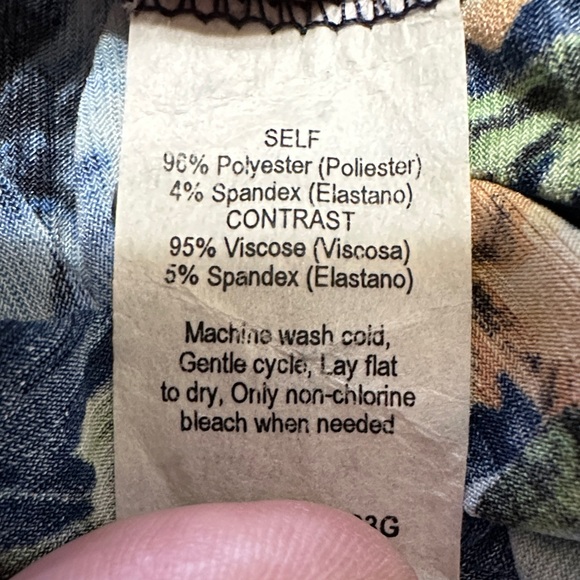 SELF
96% Polyester (Poliester)
4% Spandex (Elastano)
CONTRAST
95% Viscose (Viscosa)
5% Spandex (Elastano)
Machine wash cold,
Gentle cycle, Lay flat
to dry, Only non-chlorine
bleach when needed
3G